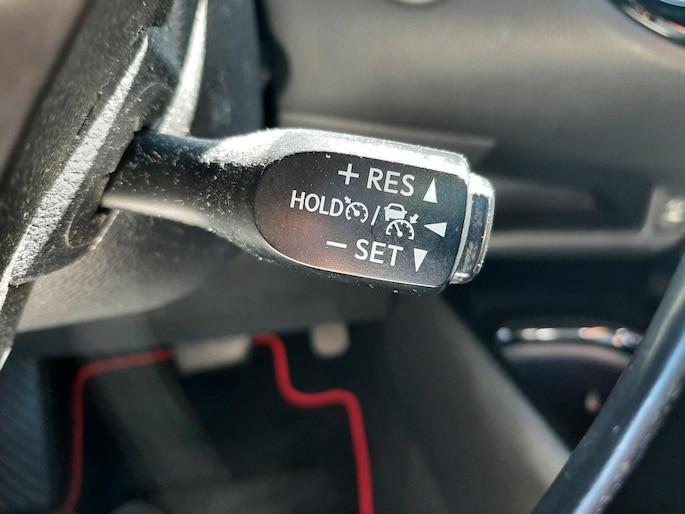 + RES
HOLD /
− SET